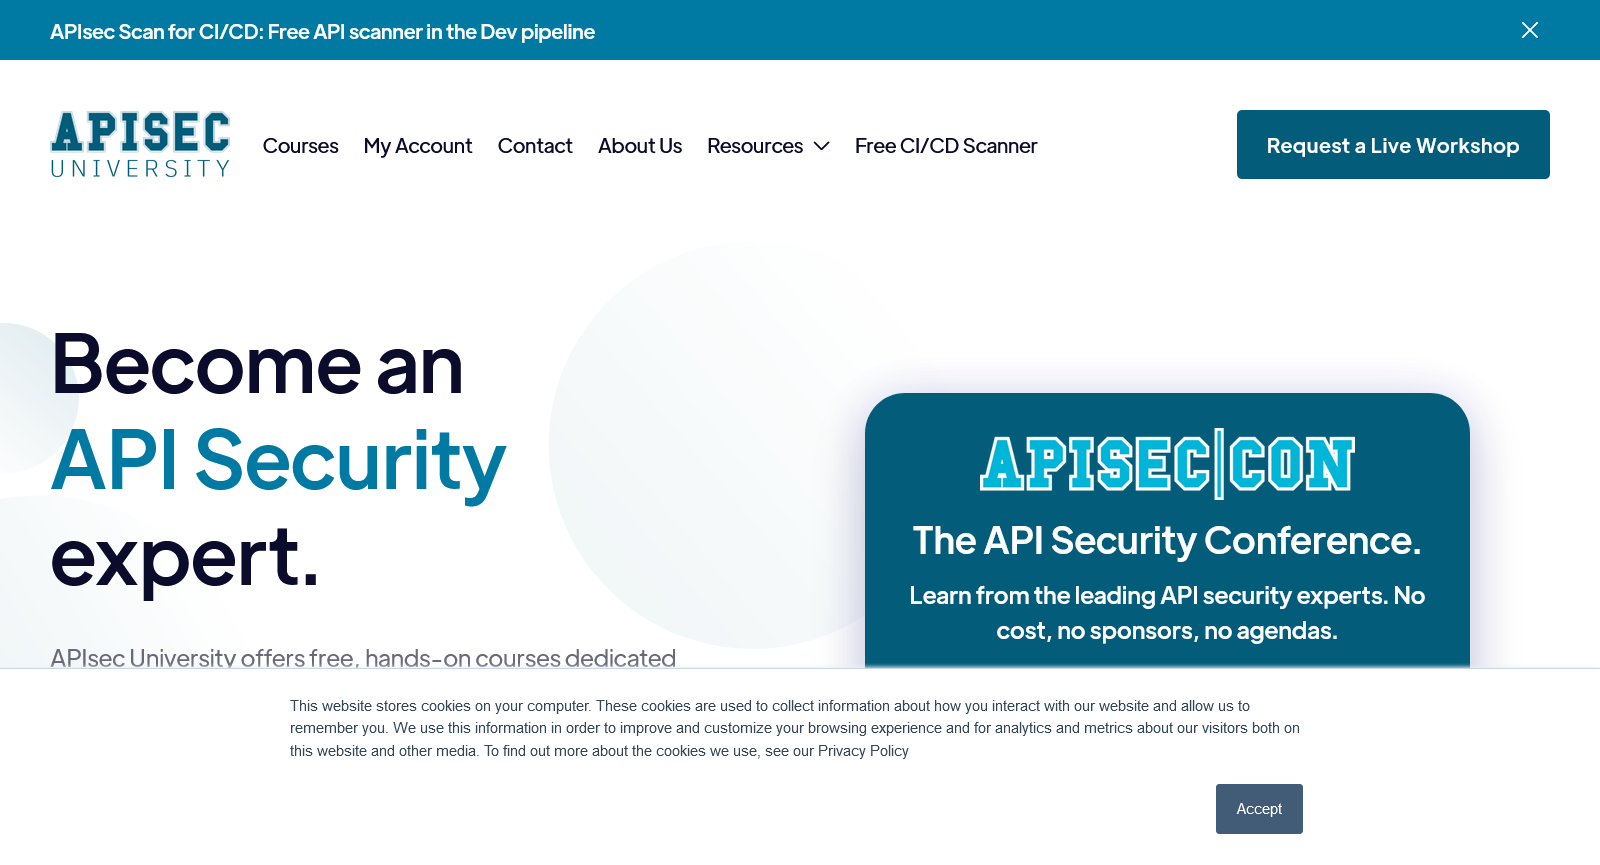 APIsec Scan for CI/CD: Free API scanner in the Dev pipeline
APISEC
UNIVERSITY
Courses
My Account
Contact
About Us
Resources
Free CI/CD Scanner
Request a Live Workshop
Become an
API Security
expert.
APIsec University offers free, hands-on courses dedicated
APISEC|CON
The API Security Conference.
Learn from the leading API security experts. No
cost, no sponsors, no agendas.
This website stores cookies on your computer. These cookies are used to collect information about how you interact with our website and allow us to
remember you. We use this information in order to improve and customize your browsing experience and for analytics and metrics about our visitors both on
this website and other media. To find out more about the cookies we use, see our Privacy Policy
Accept